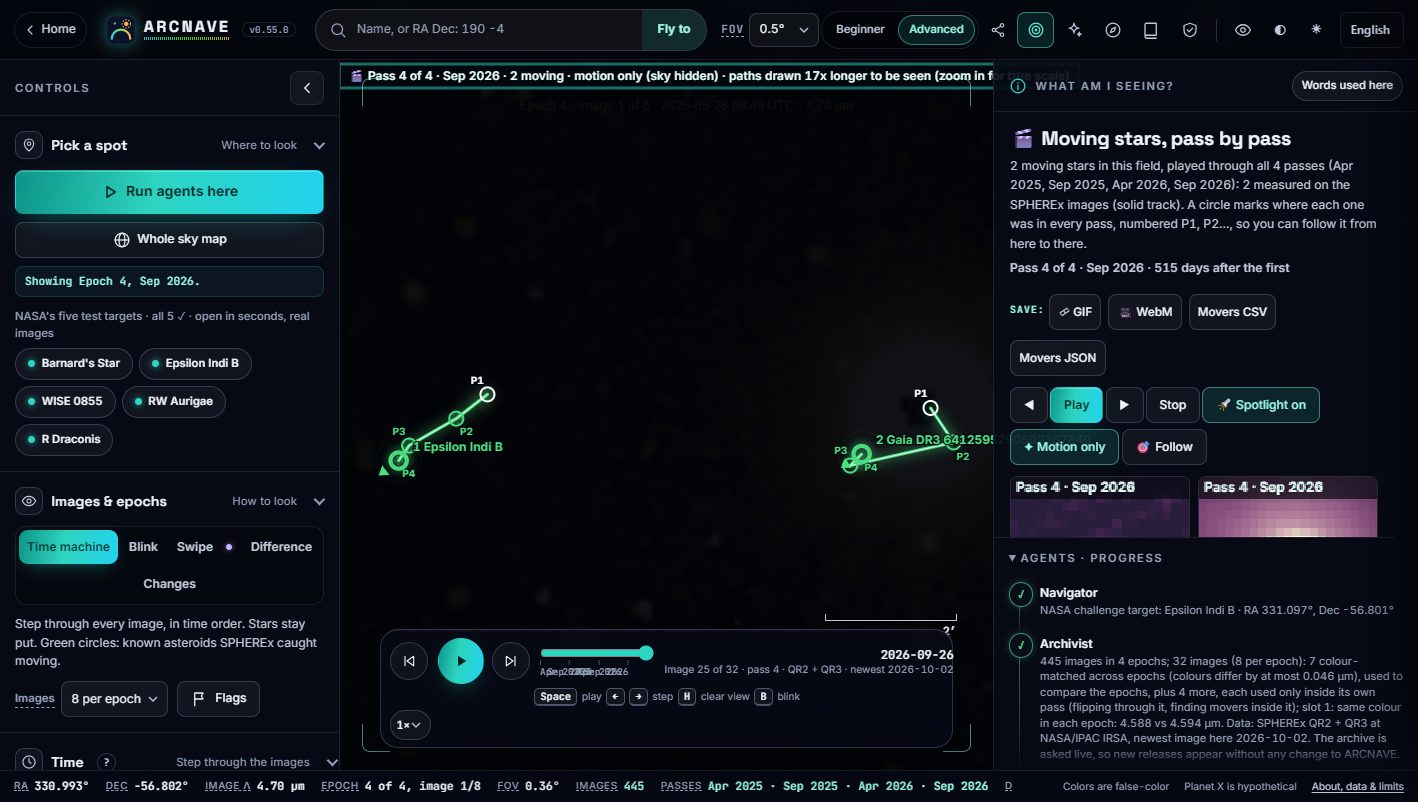 Home
ARCNAVE
v0.55.0
Name, or RA Dec: 190 -4
Fly to
FOV
0.5°
Beginner
Advanced
English
CONTROLS
Pick a spot
Where to look
Run agents here
Whole sky map
Showing Epoch 4, Sep 2026.
NASA's five test targets · all 5 ✓ · open in seconds, real
images
Barnard's Star
Epsilon Indi B
WISE 0855
RW Aurigae
R Draconis
Images & epochs
How to look
Time machine
Blink
Swipe
Difference
Changes
Step through every image, in time order. Stars stay
put. Green circles: known asteroids SPHEREx caught
moving.
Images
8 per epoch
Flags
Time
?
Step through the images
Pass 4 of 4 · Sep 2026 · 2 moving · motion only (sky hidden) · paths drawn 17x longer to be seen (zoom in for true scale)
Epoch 4 · image 1 of 8 · 2026-09-26 08:49 UTC · 4.70 µm
P1
P2
P3
1 Epsilon Indi B
P4
P1
2 Gaia DR3
P3
P2
P4
2′
2026-09-26
Image 25 of 32 · pass 4 · QR2 + QR3 · newest 2026-10-02
Space play ← → step H clear view B blink
1×
WHAT AM I SEEING?
Words used here
Moving stars, pass by pass
2 moving stars in this field, played through all 4 passes (Apr
2025, Sep 2025, Apr 2026, Sep 2026): 2 measured on the
SPHEREx images (solid track). A circle marks where each one
was in every pass, numbered P1, P2..., so you can follow it from
here to there.
Pass 4 of 4 · Sep 2026 · 515 days after the first
SAVE:
GIF
WebM
Movers CSV
Movers JSON
Play
Stop
Spotlight on
Motion only
Follow
Pass 4 · Sep 2026
Pass 4 · Sep 2026
AGENTS · PROGRESS
Navigator
NASA challenge target: Epsilon Indi B · RA 331.097°, Dec -56.801°
Archivist
445 images in 4 epochs; 32 images (8 per epoch): 7 colour-
matched across epochs (colours differ by at most 0.046 µm), used to
compare the epochs, plus 4 more, each used only inside its own
pass (flipping through it, finding movers inside it); slot 1: same colour
in each epoch: 4.588 vs 4.594 µm. Data: SPHEREx QR2 + QR3 at
NASA/IPAC IRSA, newest image here 2026-10-02. The archive is
asked live, so new releases appear without any change to ARCNAVE.
RA 330.993° DEC -56.802° IMAGE Λ 4.70 µm EPOCH 4 of 4, image 1/8 FOV 0.36° IMAGES 445 PASSES Apr 2025 · Sep 2025 · Apr 2026 · Sep 2026 D
Colors are false-color
Planet X is hypothetical
About, data & limits